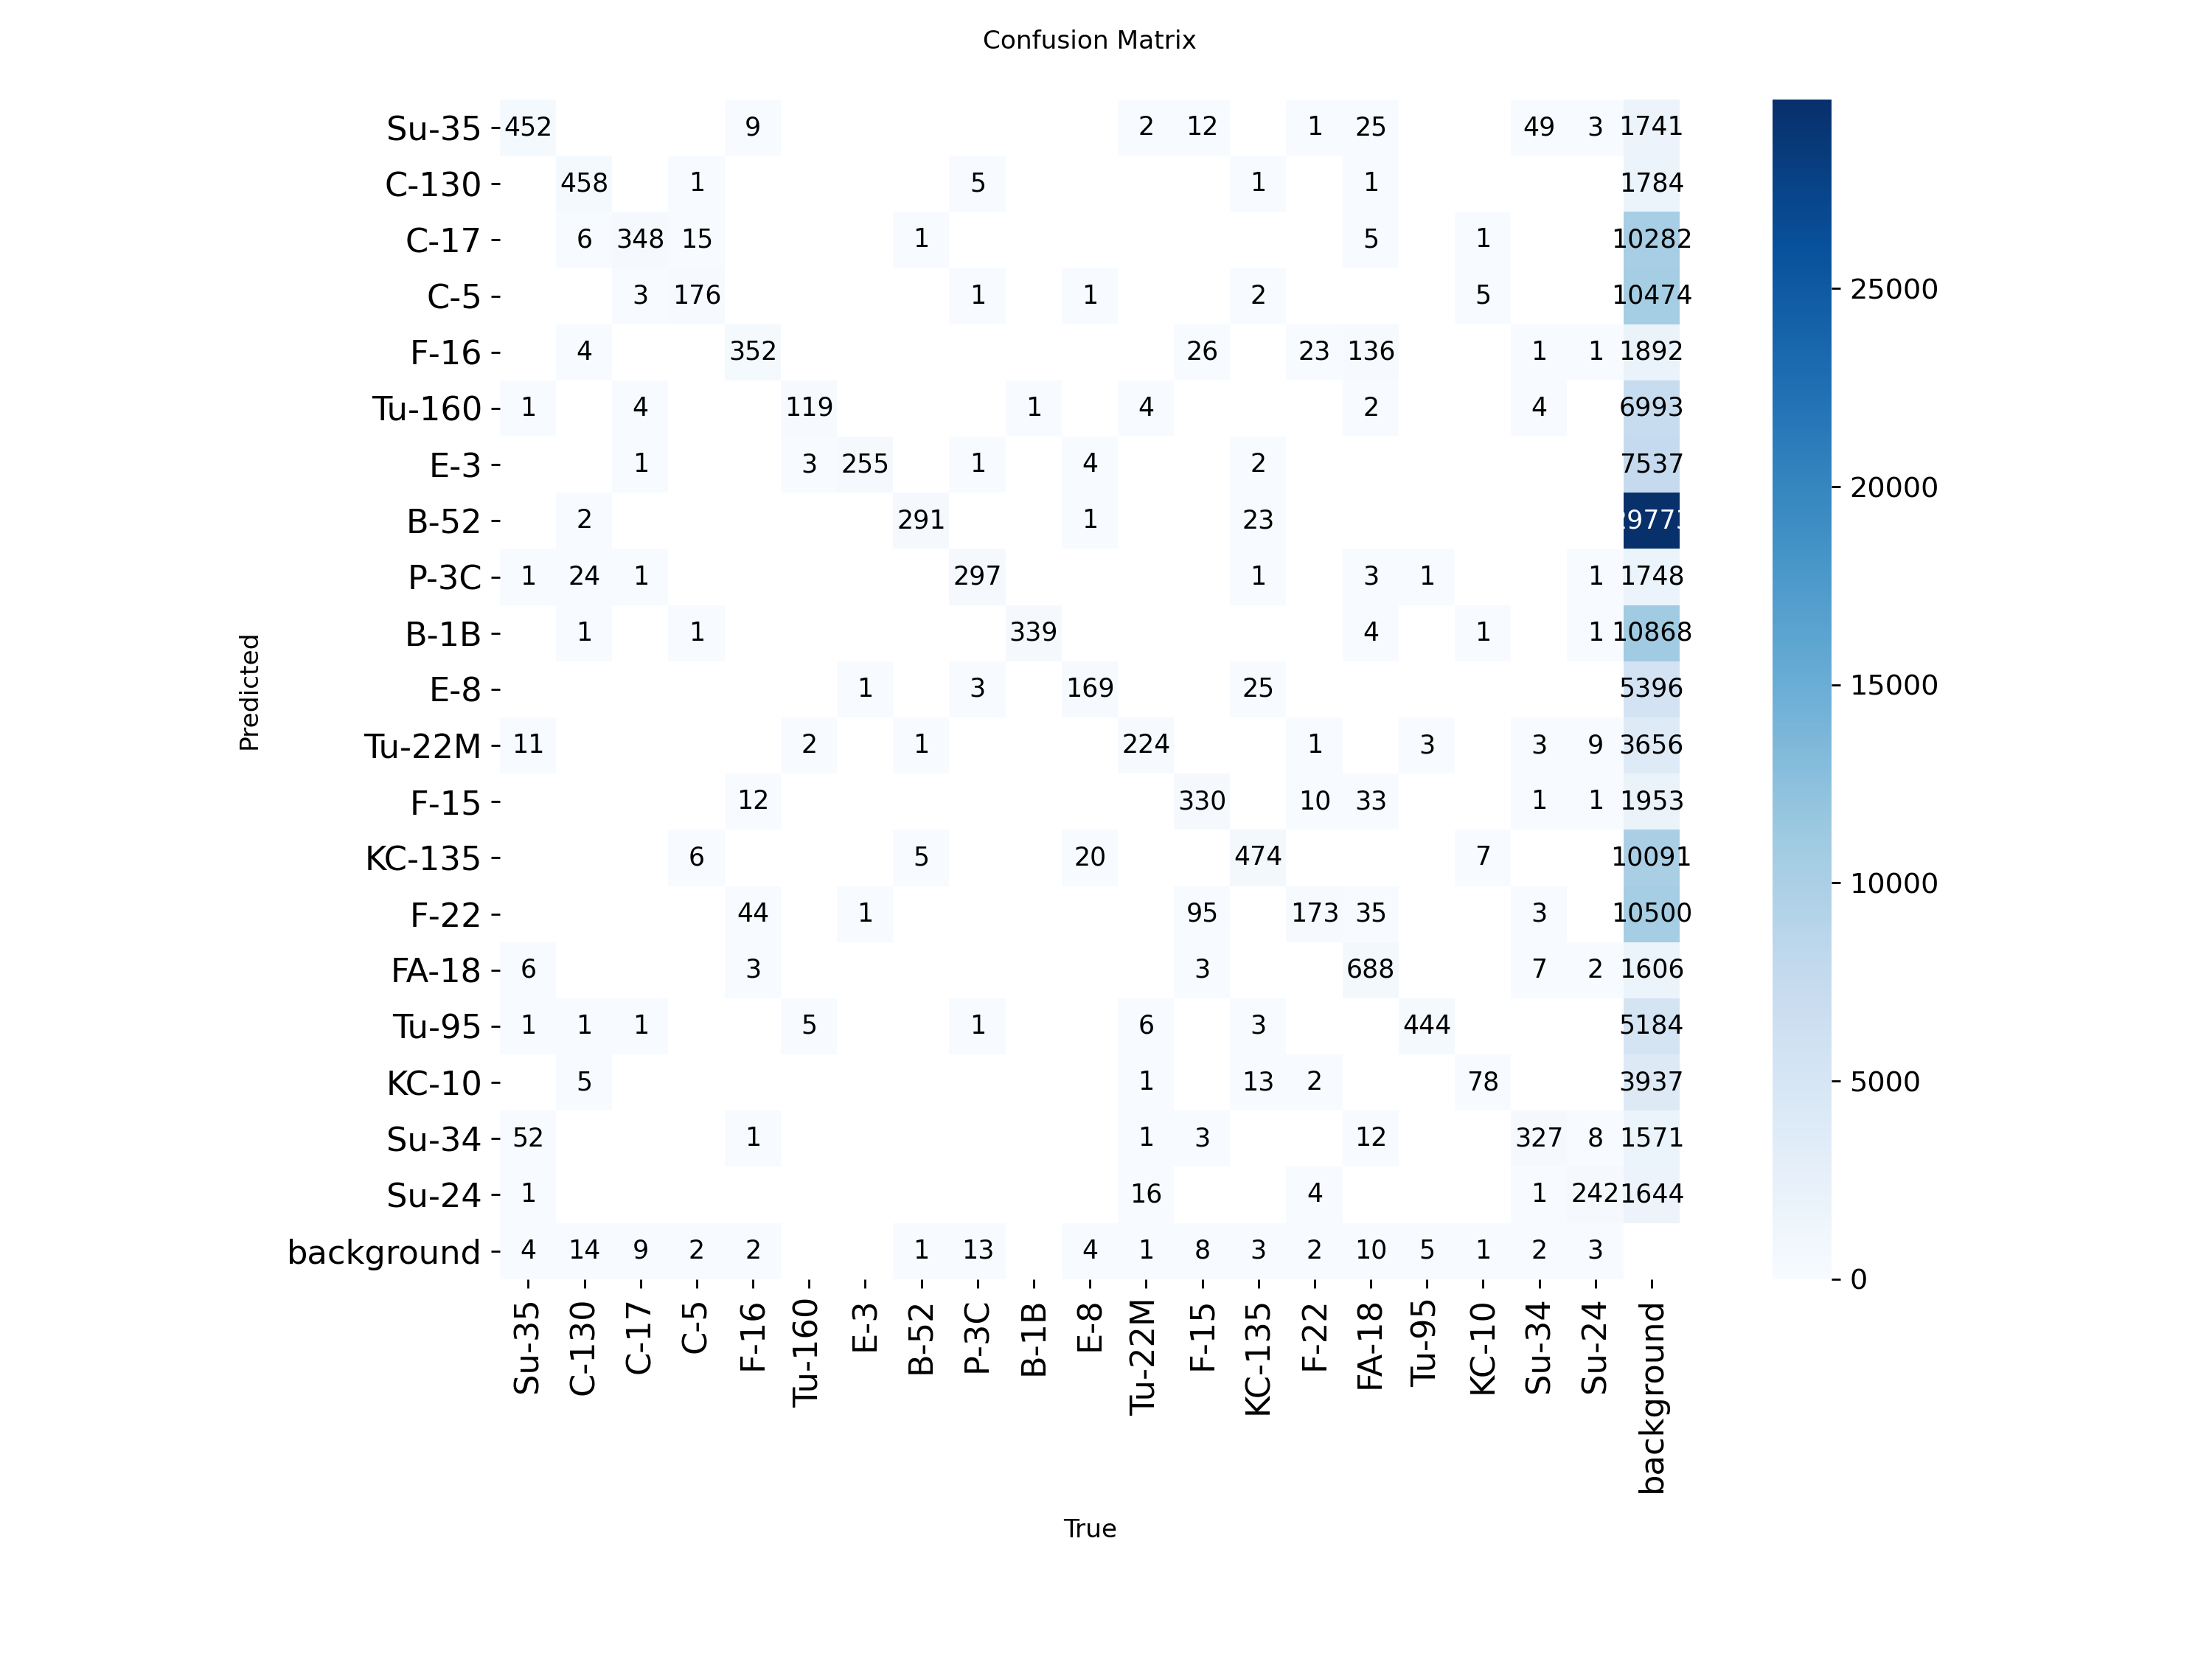 Confusion Matrix
Su-35 452 9 2 12 1 25 49 3 1741
C-130 458 1 5 1 1 1784
C-17 6 348 15 1 5 1 10282
C-5 3 176 1 1 2 5 10474
F-16 4 352 26 23 136 1 1 1892
Tu-160 1 4 119 1 4 2 4 6993
E-3 1 3 255 1 4 2 7537
B-52 2 291 1 23 29773
P-3C 1 24 1 297 1 3 1 1 1748
B-1B 1 1 339 4 1 1 10868
E-8 1 3 169 25 5396
Tu-22M 11 2 1 224 1 3 3 9 3656
F-15 12 330 10 33 1 1 1953
KC-135 6 5 20 474 7 10091
F-22 44 1 95 173 35 3 10500
FA-18 6 3 3 688 7 2 1606
Tu-95 1 1 1 5 1 6 3 444 5184
KC-10 5 1 13 2 78 3937
Su-34 52 1 1 3 12 327 8 1571
Su-24 1 16 4 1 242 1644
background 4 14 9 2 2 1 13 4 1 8 3 2 10 5 1 2 3
Su-35 C-130 C-17 C-5 F-16 Tu-160 E-3 B-52 P-3C B-1B E-8 Tu-22M F-15 KC-135 F-22 FA-18 Tu-95 KC-10 Su-34 Su-24 background
True
Predicted
25000
20000
15000
10000
5000
0